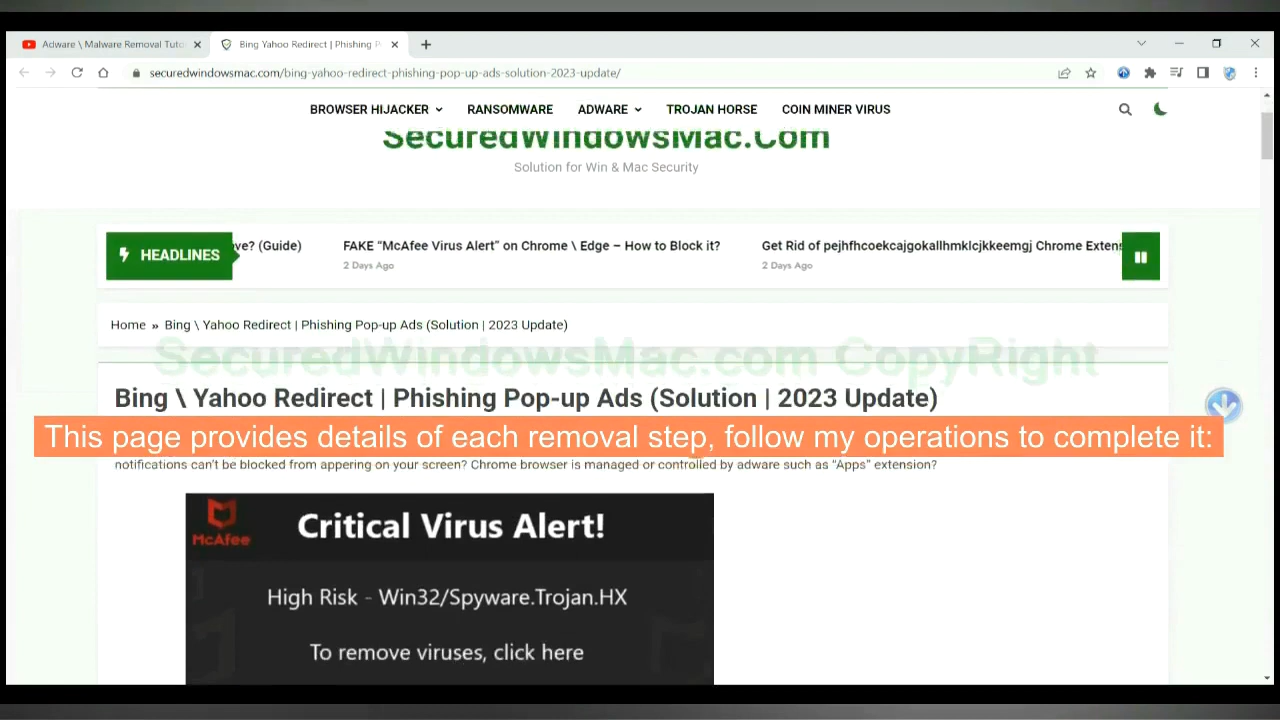 Adware \ Malware Removal Tuto
Bing Yahoo Redirect | Phishing P
securedwindowsmac.com/bing-yahoo-redirect-phishing-pop-up-ads-solution-2023-update/
BROWSER HIJACKER RANSOMWARE ADWARE TROJAN HORSE COIN MINER VIRUS
SecuredWindowsMac.Com
Solution for Win & Mac Security
HEADLINES
ve? (Guide)
FAKE “McAfee Virus Alert” on Chrome \ Edge – How to Block it?
2 Days Ago
Get Rid of pejhfhcoekcajgokallhmklcjkkeemgj Chrome Exten
2 Days Ago
Home » Bing \ Yahoo Redirect | Phishing Pop-up Ads (Solution | 2023 Update)
SecuredWindowsMac.com CopyRight
Bing \ Yahoo Redirect | Phishing Pop-up Ads (Solution | 2023 Update)
This page provides details of each removal step, follow my operations to complete it:
notifications can’t be blocked from appering on your screen? Chrome browser is managed or controlled by adware such as “Apps” extension?
McAfee
Critical Virus Alert!
High Risk - Win32/Spyware.Trojan.HX
To remove viruses, click here